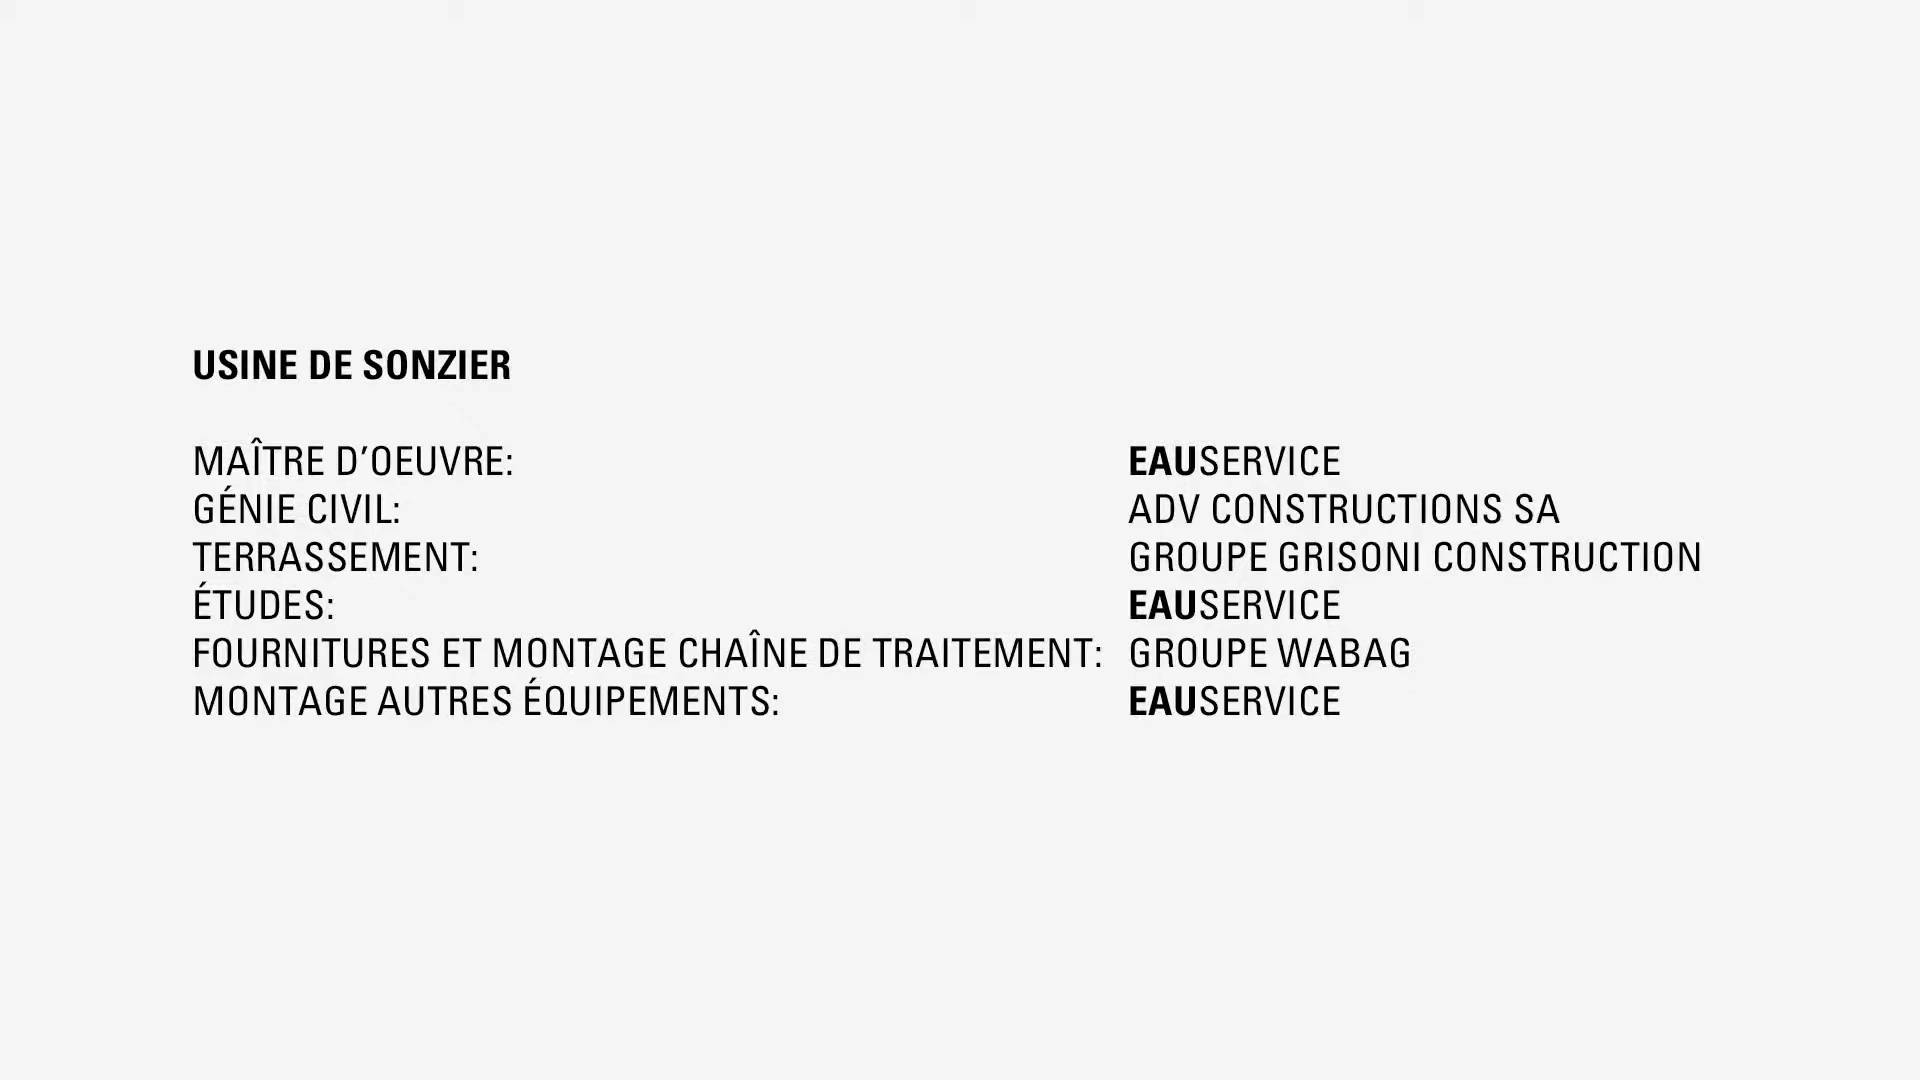 USINE DE SONZIER
MAÎTRE D’OEUVRE: EAUSERVICE
GÉNIE CIVIL: ADV CONSTRUCTIONS SA
TERRASSEMENT: GROUPE GRISONI CONSTRUCTION
ÉTUDES: EAUSERVICE
FOURNITURES ET MONTAGE CHAÎNE DE TRAITEMENT: GROUPE WABAG
MONTAGE AUTRES ÉQUIPEMENTS: EAUSERVICE